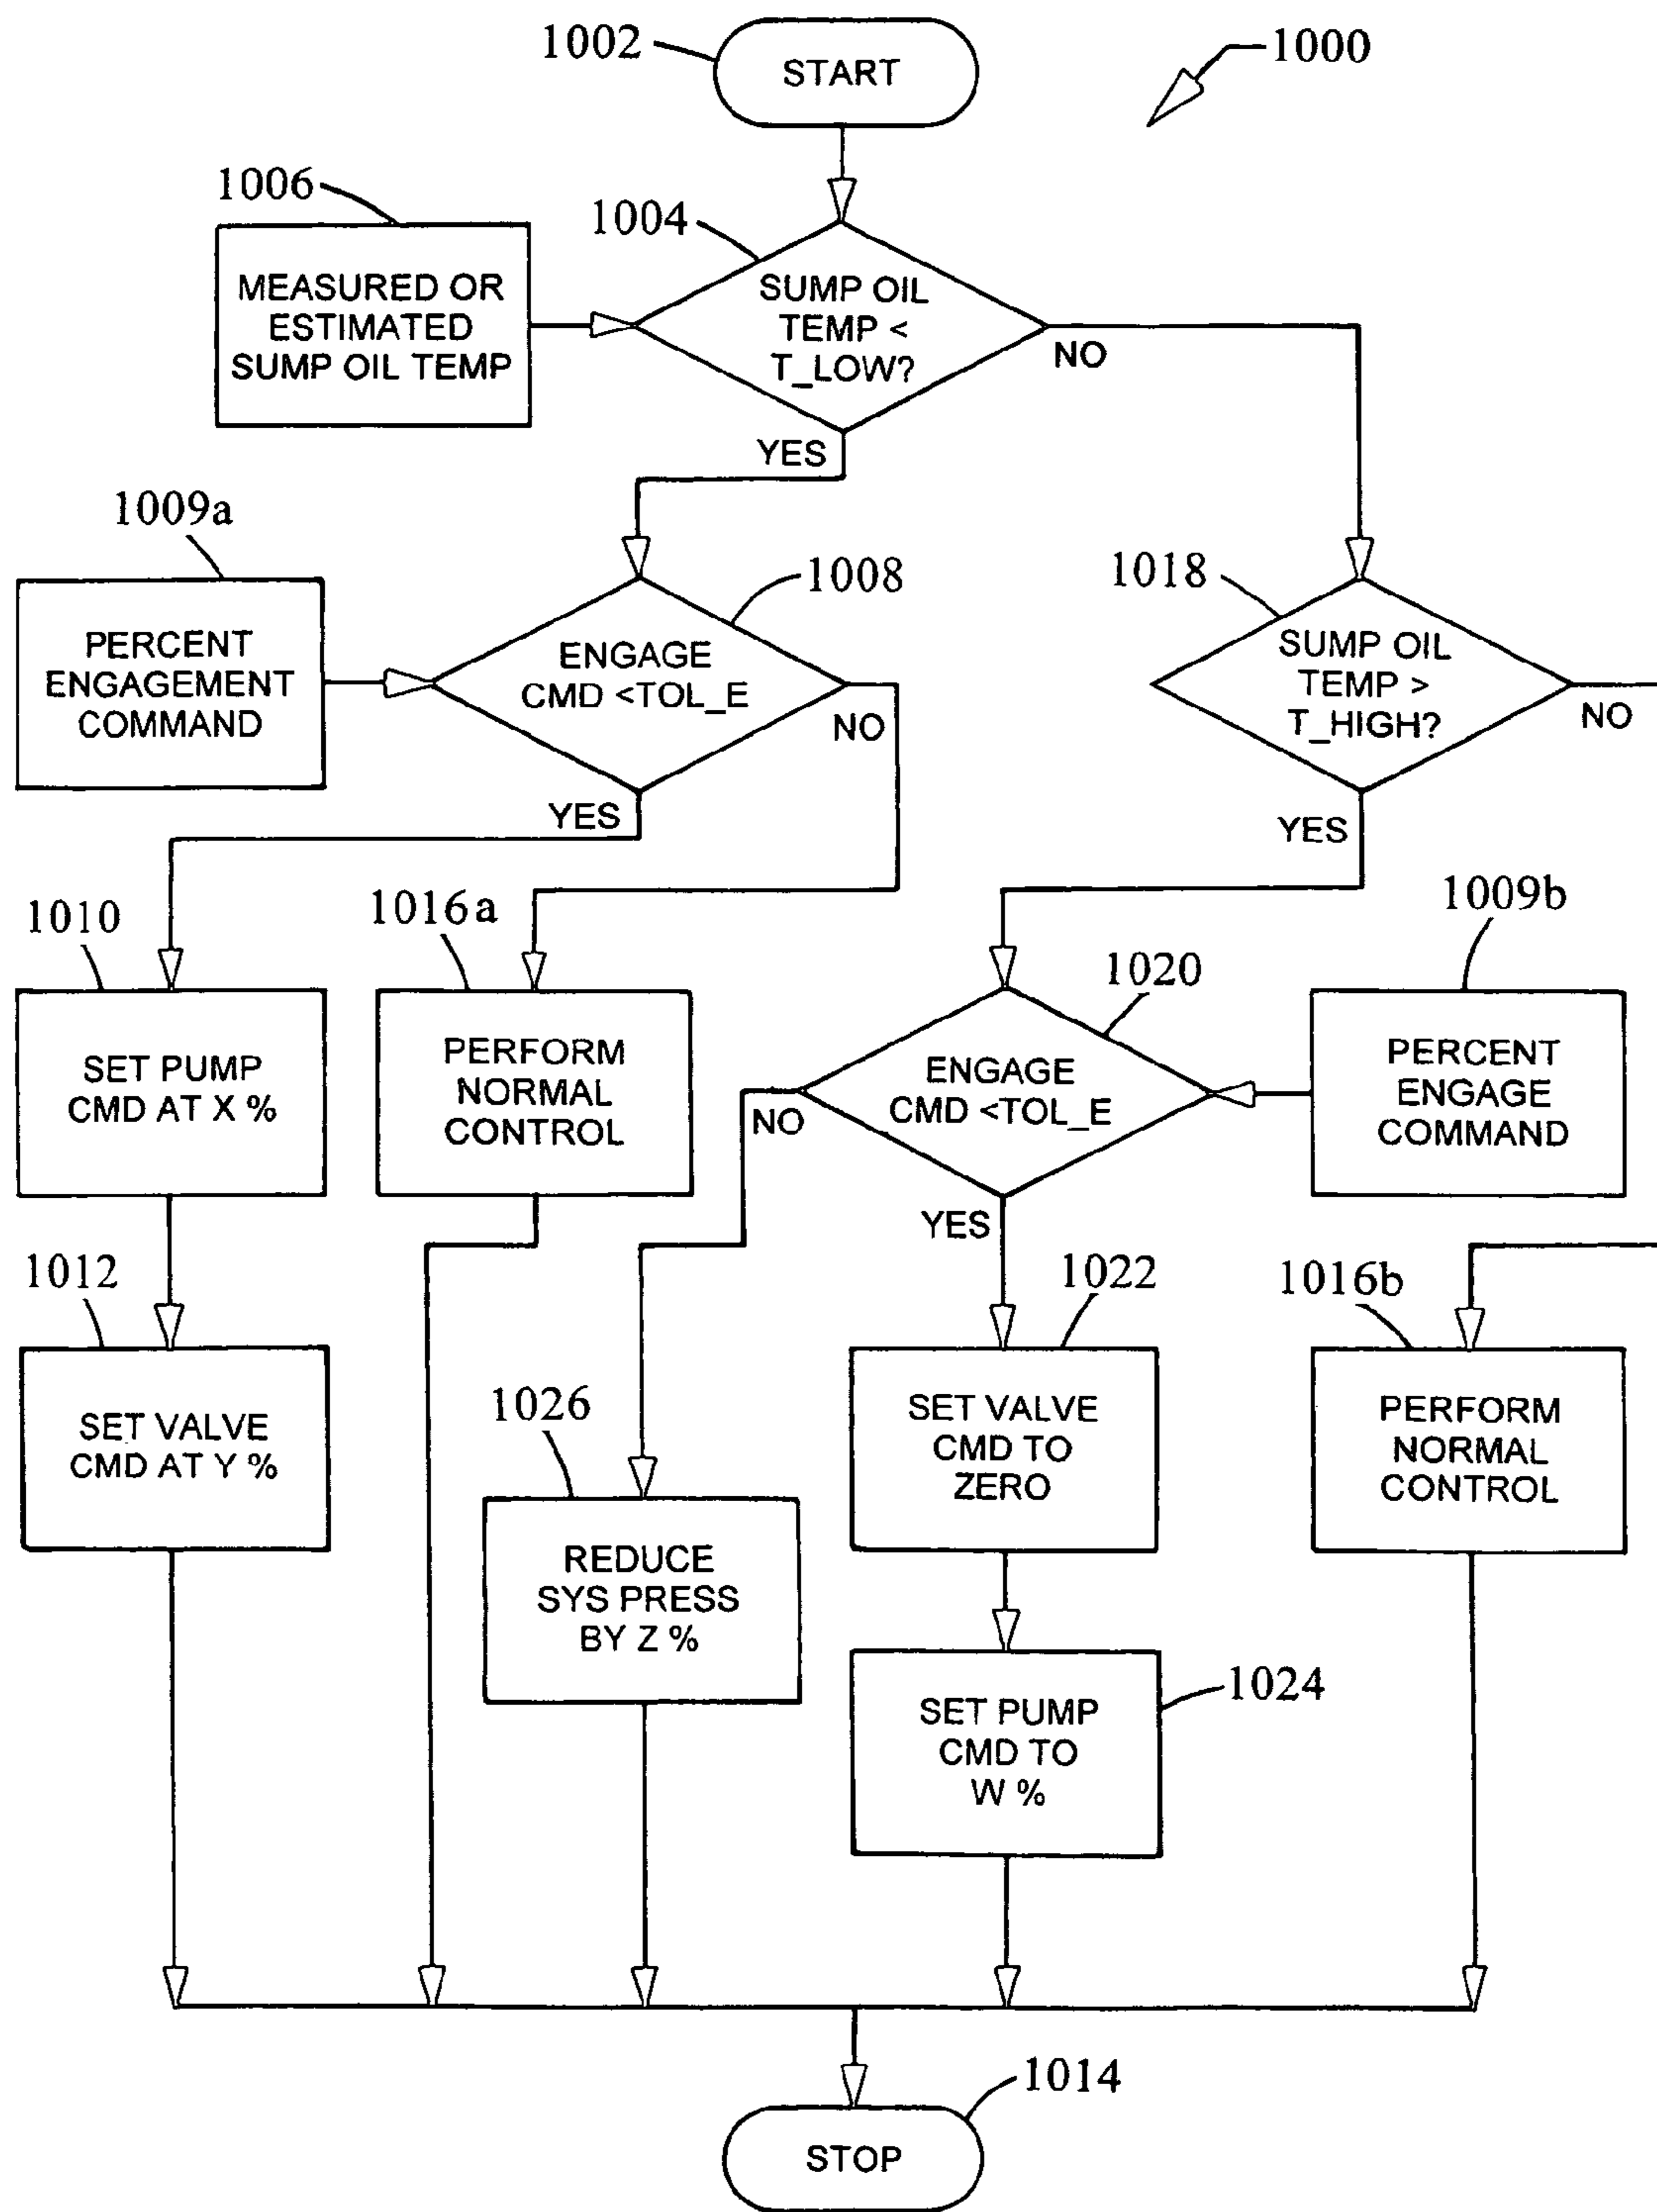 1002
START
1000
1006
1004
MEASURED OR
ESTIMATED
SUMP OIL TEMP
SUMP OIL
TEMP <
T_LOW?
NO
YES
1009a
1008
1018
PERCENT
ENGAGEMENT
COMMAND
ENGAGE
CMD <TOL_E
NO
YES
SUMP OIL
TEMP >
T_HIGH?
NO
YES
1010
1016a
1020
1009b
SET PUMP
CMD AT X %
PERFORM
NORMAL
CONTROL
ENGAGE
CMD <TOL_E
NO
YES
PERCENT
ENGAGE
COMMAND
1012
1026
1022
1016b
SET VALVE
CMD AT Y %
REDUCE
SYS PRESS
BY Z %
SET VALVE
CMD TO
ZERO
PERFORM
NORMAL
CONTROL
1024
SET PUMP
CMD TO
W %
1014
STOP